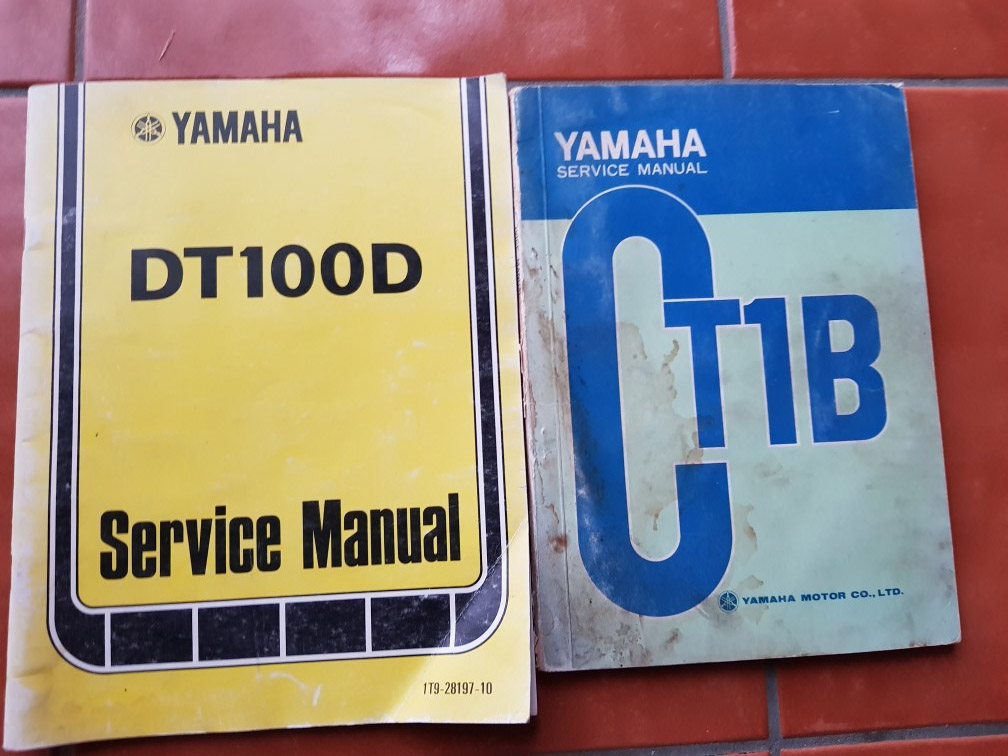 YAMAHA
DT100D
Service Manual
1T9-28197-10
YAMAHA
SERVICE MANUAL
CT1B
YAMAHA MOTOR CO., LTD.